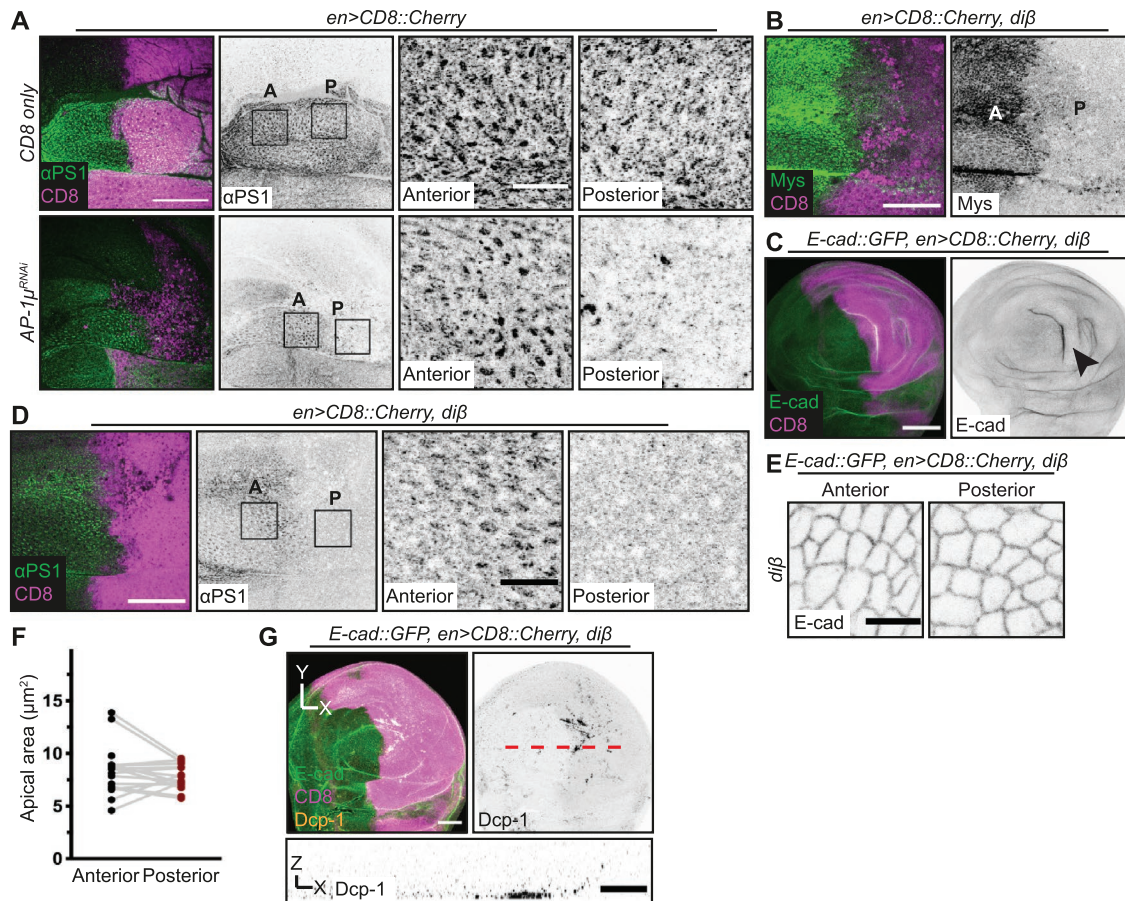 A
en>CD8::Cherry
CD8 only
αPS1
CD8
A
P
αPS1
Anterior
Posterior
AP-1μRNAi
A
P
Anterior
Posterior
B
en>CD8::Cherry, diβ
Mys
CD8
A
P
Mys
C
E-cad::GFP, en>CD8::Cherry, diβ
E-cad
CD8
E-cad
D
en>CD8::Cherry, diβ
αPS1
CD8
A
P
αPS1
Anterior
Posterior
E
E-cad::GFP, en>CD8::Cherry, diβ
Anterior
Posterior
diβ
E-cad
F
Apical area (μm²)
15
10
5
0
Anterior Posterior
G
E-cad::GFP, en>CD8::Cherry, diβ
Y
X
E-cad
CD8
Dcp-1
Dcp-1
Z
X
Dcp-1